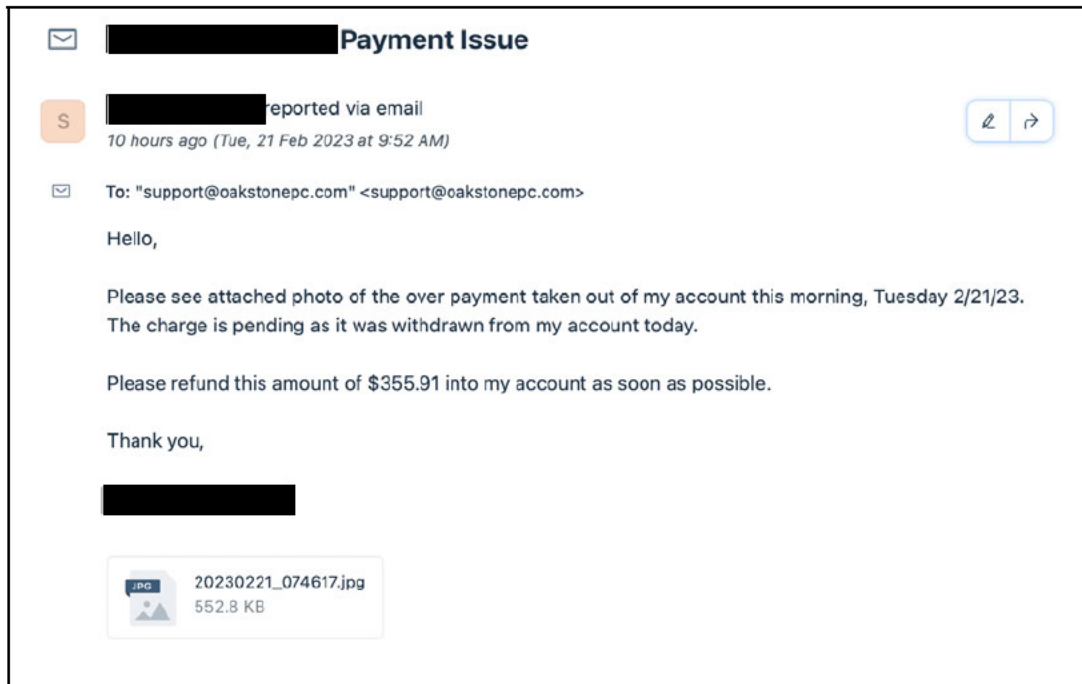 Payment Issue
S
reported via email
10 hours ago (Tue, 21 Feb 2023 at 9:52 AM)
To: "support@oakstonepc.com" <support@oakstonepc.com>
Hello,
Please see attached photo of the over payment taken out of my account this morning, Tuesday 2/21/23.
The charge is pending as it was withdrawn from my account today.
Please refund this amount of $355.91 into my account as soon as possible.
Thank you,
JPG
20230221_074617.jpg
552.8 KB